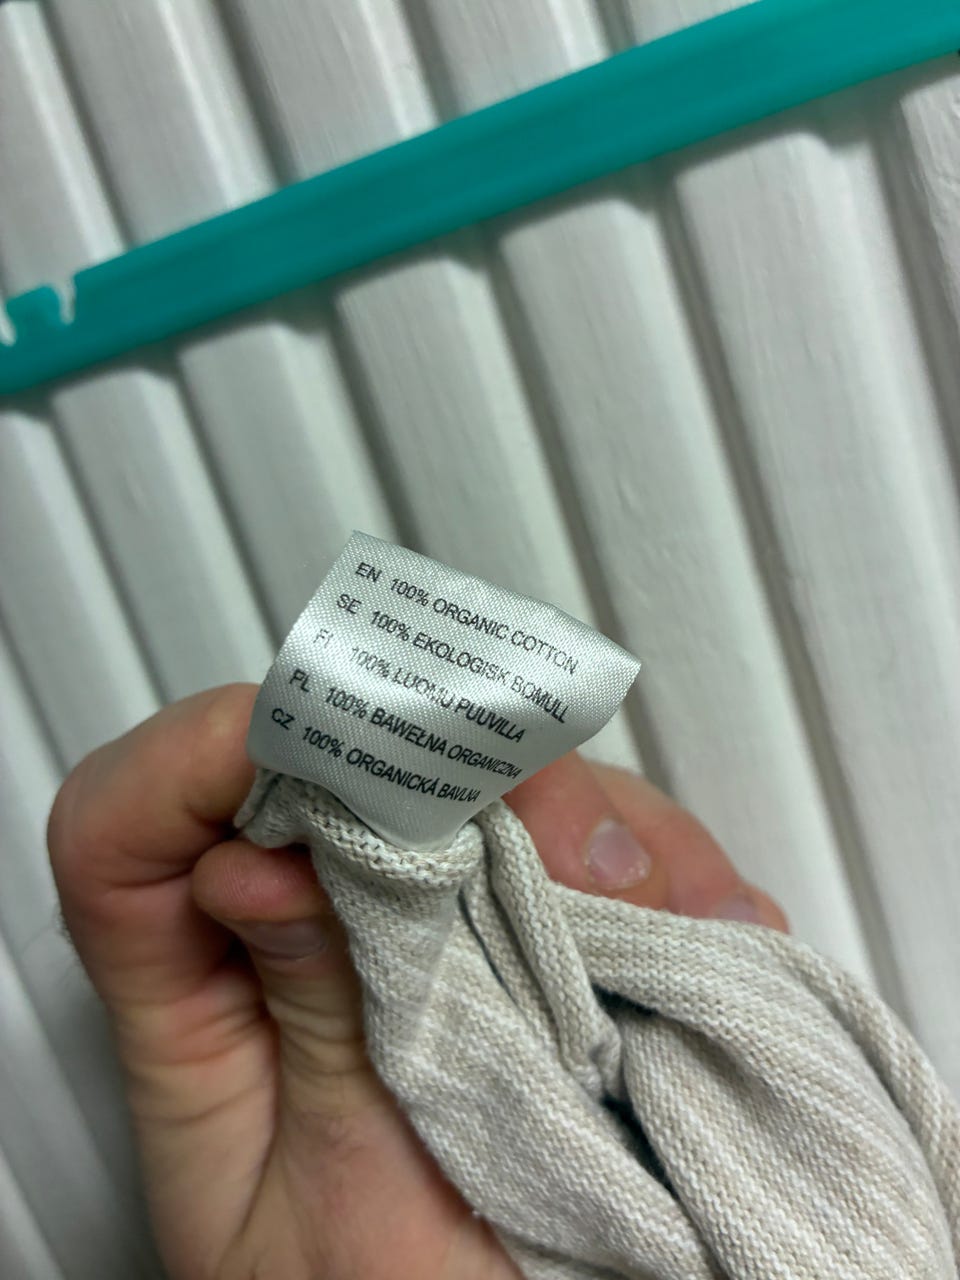 EN 100% ORGANIC COTTON
SE 100% EKOLOGISK BOMULL
FI 100% LUOMU PUUVILLA
PL 100% BAWEŁNA ORGANICZNA
CZ 100% ORGANICKÁ BAVLNA